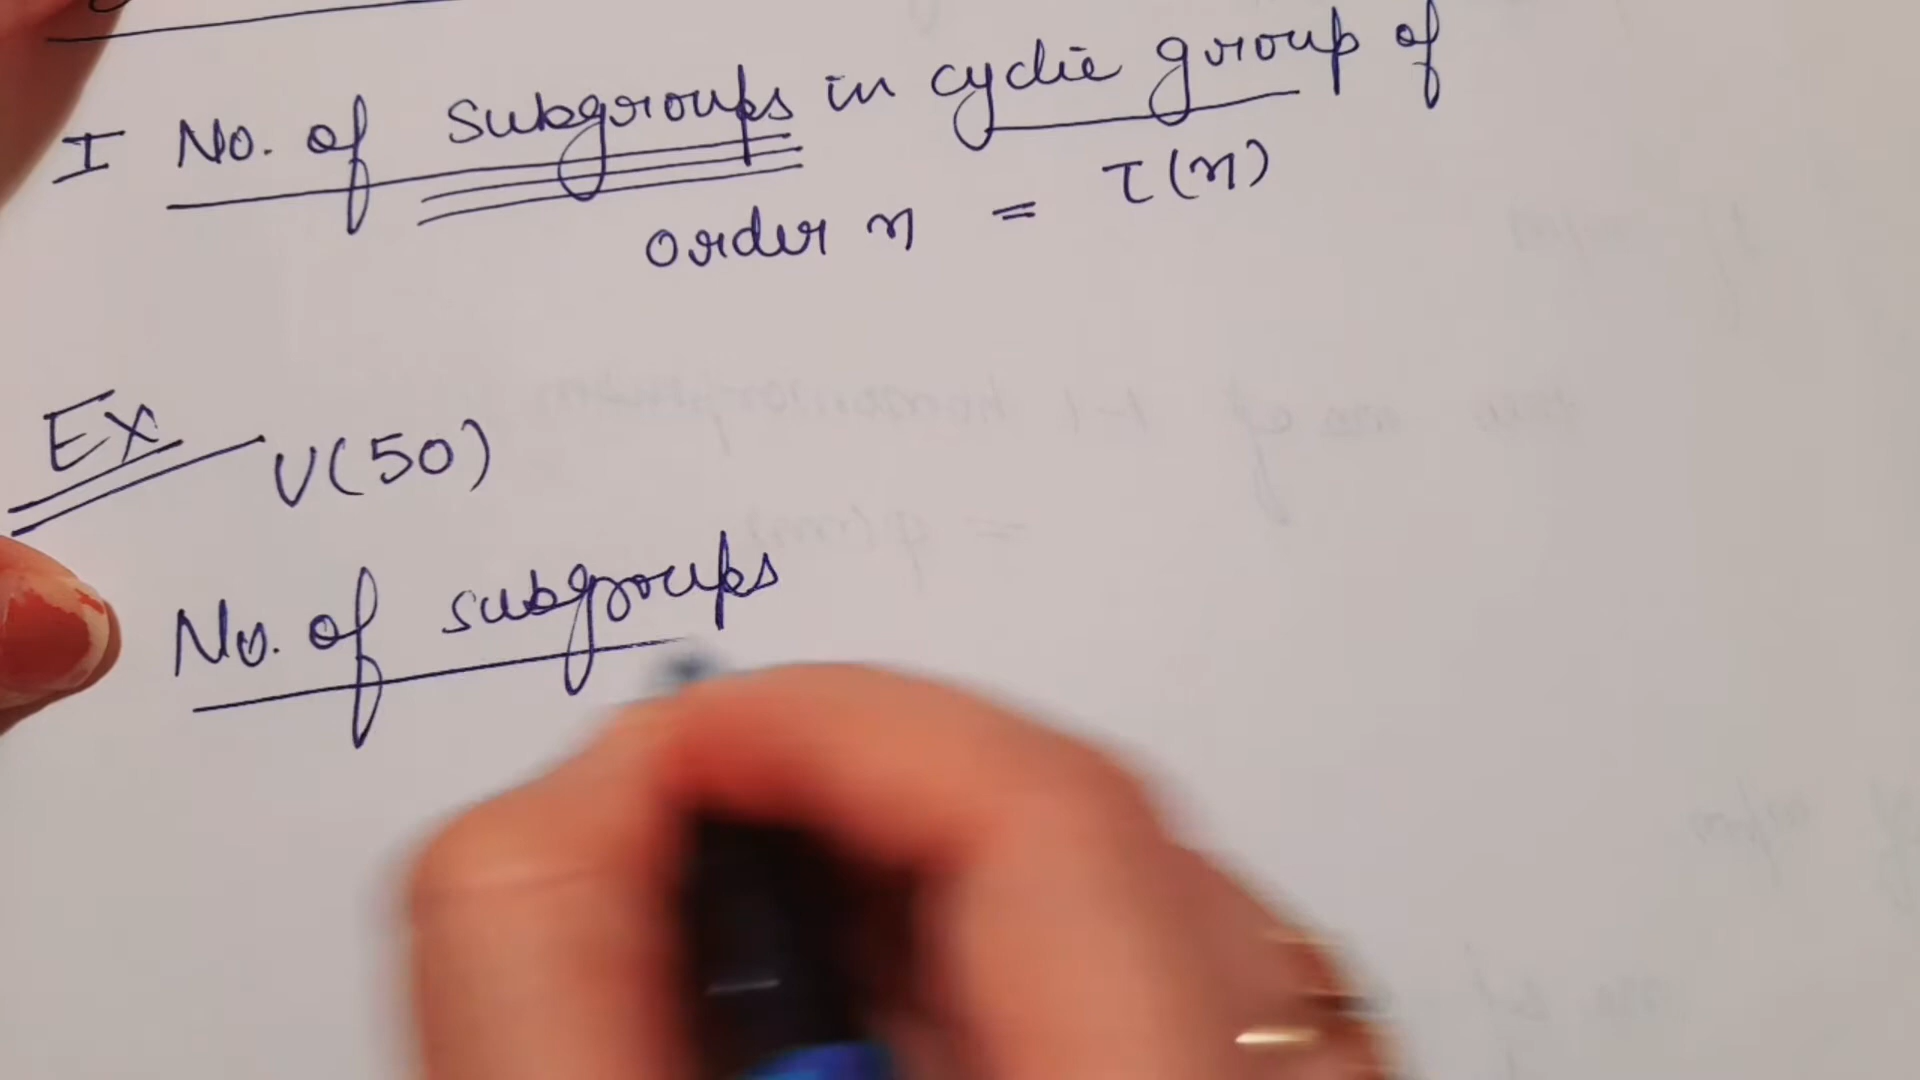 I No. of subgroups in cyclic group of
order n = τ(n)
Ex U(50)
No. of subgroups